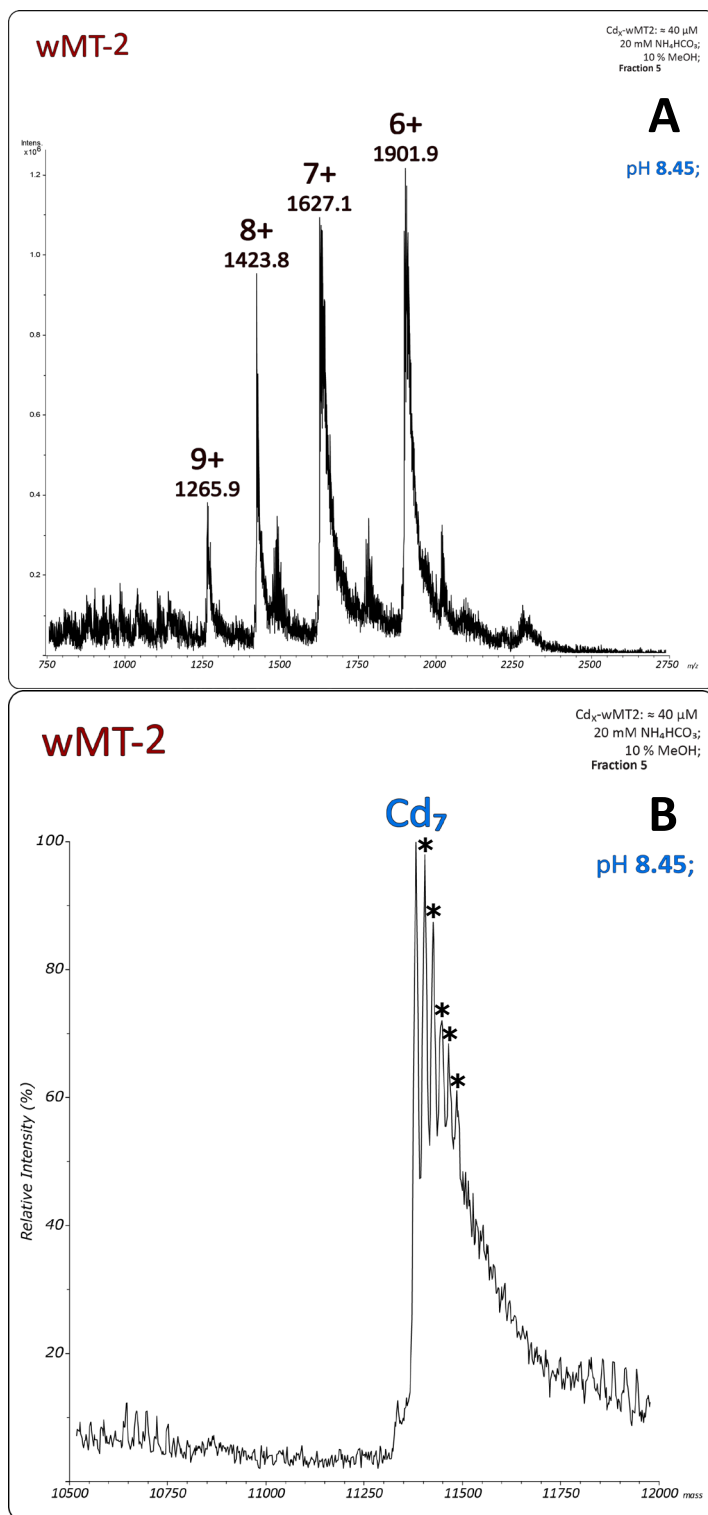 wMT-2
Cdₓ-wMT2: ≈ 40 µM
20 mM NH₄HCO₃;
10 % MeOH;
Fraction 5
A
pH 8.45;
Intens.
x10⁶
6+
1901.9
7+
1627.1
8+
1423.8
9+
1265.9
1.2
1.0
0.8
0.6
0.4
0.2
750 1000 1250 1500 1750 2000 2250 2500 2750 m/z
wMT-2
Cdₓ-wMT2: ≈ 40 µM
20 mM NH₄HCO₃;
10 % MeOH;
Fraction 5
Cd₇
B
pH 8.45;
* * * * * *
Relative Intensity (%)
100
80
60
40
20
10500 10750 11000 11250 11500 11750 12000 mass